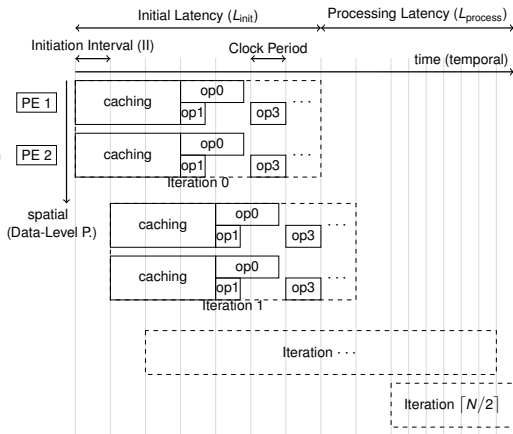 Initial Latency (L_init) Processing Latency (L_process)
Initiation Interval (II) Clock Period
time (temporal)
PE 1 caching op0 ···
op1 op3
PE 2 caching op0 ···
op1 op3
Iteration 0
spatial
(Data-Level P.)
caching op0 ···
op1 op3
caching op0 ···
op1 op3
Iteration 1
Iteration ···
Iteration ⌈N/2⌉